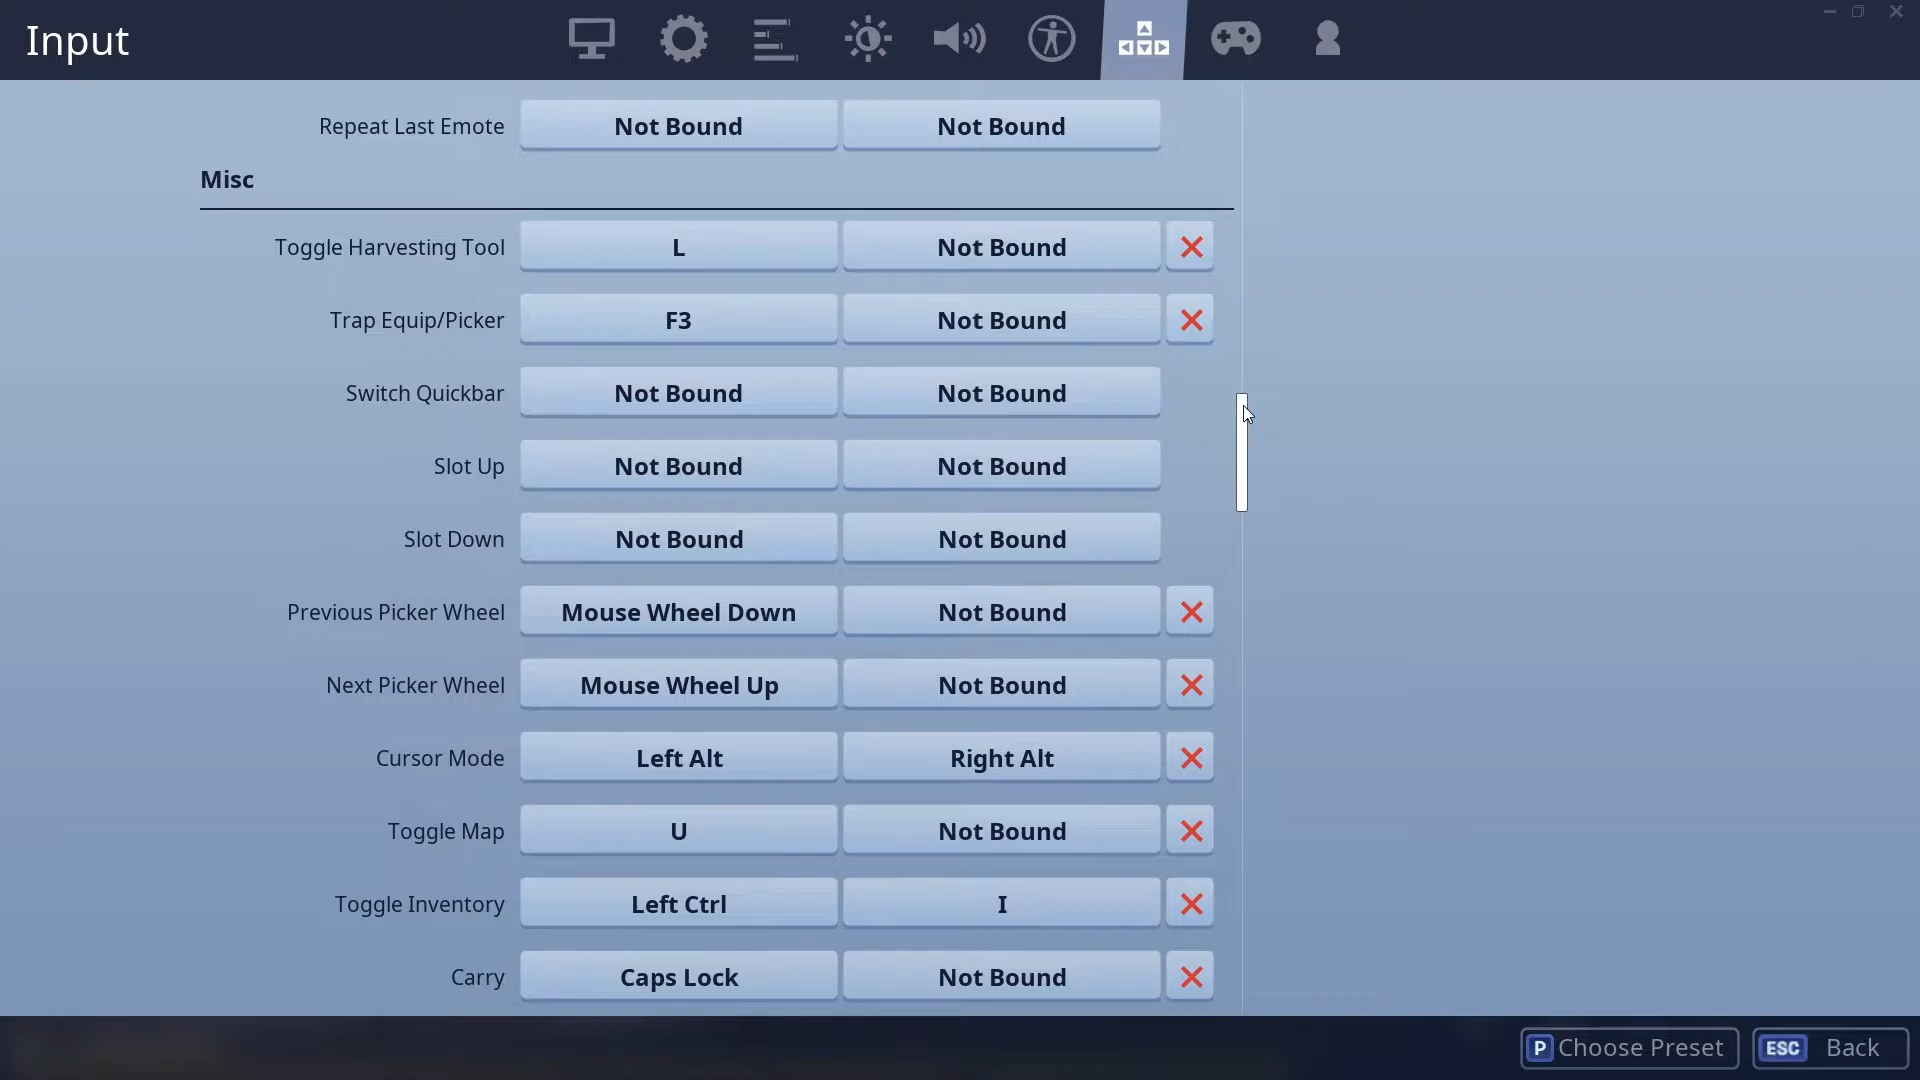 Input
Repeat Last Emote Not Bound Not Bound
Misc
Toggle Harvesting Tool L Not Bound
Trap Equip/Picker F3 Not Bound
Switch Quickbar Not Bound Not Bound
Slot Up Not Bound Not Bound
Slot Down Not Bound Not Bound
Previous Picker Wheel Mouse Wheel Down Not Bound
Next Picker Wheel Mouse Wheel Up Not Bound
Cursor Mode Left Alt Right Alt
Toggle Map U Not Bound
Toggle Inventory Left Ctrl I
Carry Caps Lock Not Bound
P Choose Preset ESC Back